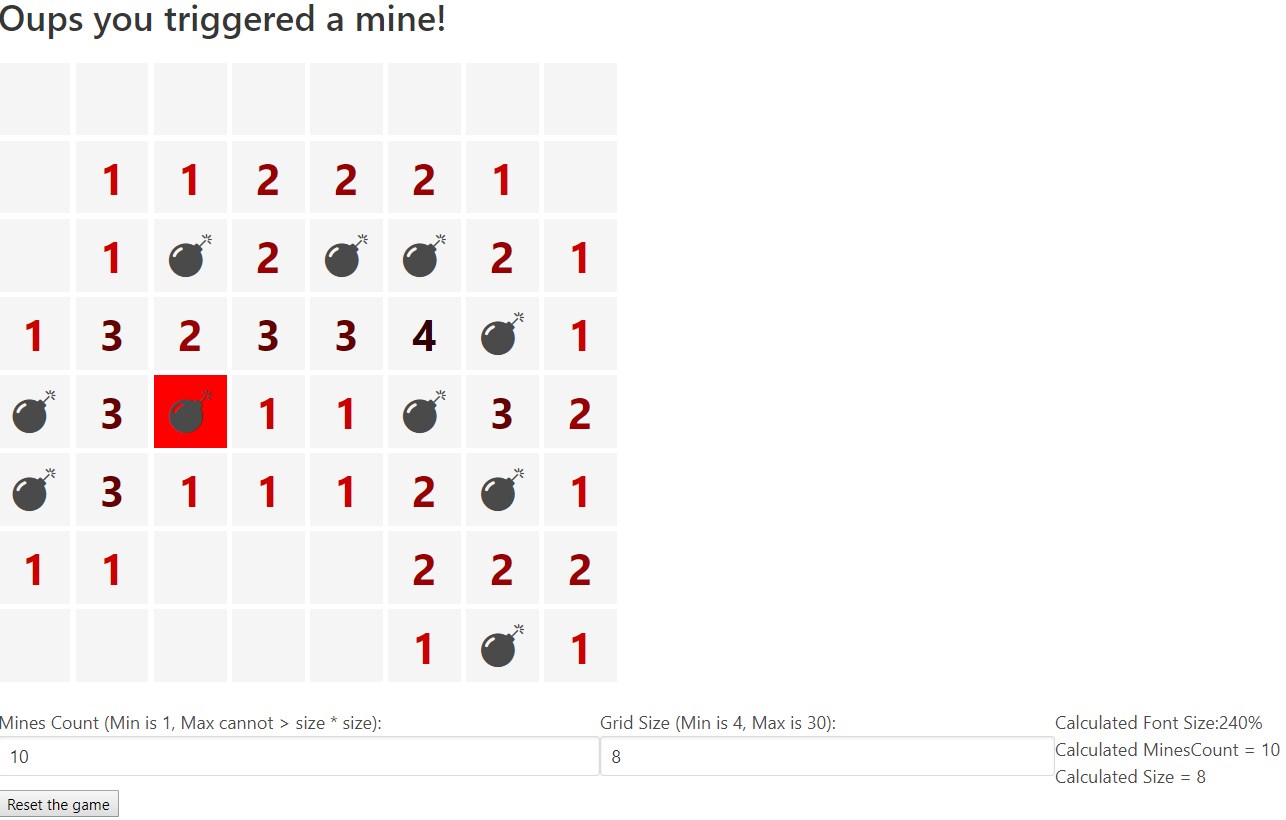 Oups you triggered a mine!
1 1 2 2 2 1
1 2 2 1
1 3 2 3 3 4 1
3 1 1 3 2
3 1 1 1 2 1
1 1 2 2 2
1 1
Mines Count (Min is 1, Max cannot > size * size): Grid Size (Min is 4, Max is 30): Calculated Font Size:240%
10 8 Calculated MinesCount = 10
Calculated Size = 8
Reset the game